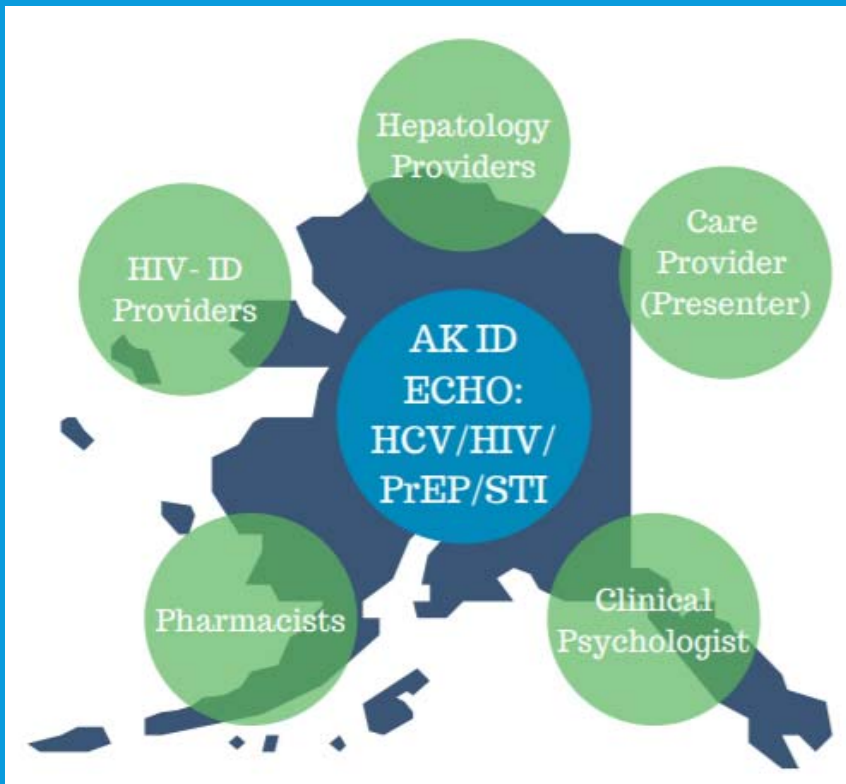 Hepatology
Providers
HIV- ID
Providers
Care
Provider
(Presenter)
AK ID
ECHO:
HCV/HIV/
PrEP/STI
Pharmacists
Clinical
Psychologist